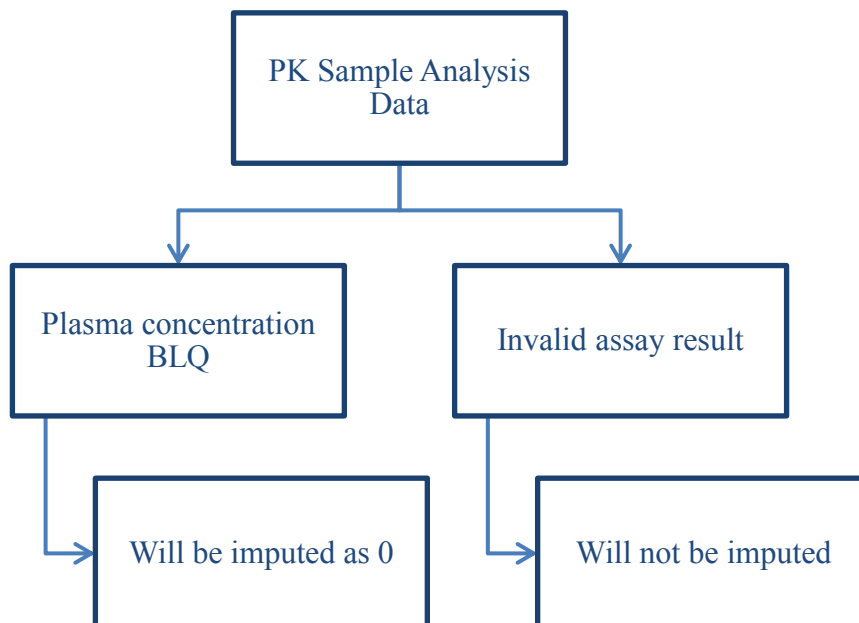 PK Sample Analysis
Data
Plasma concentration
BLQ
Invalid assay result
Will be imputed as 0
Will not be imputed